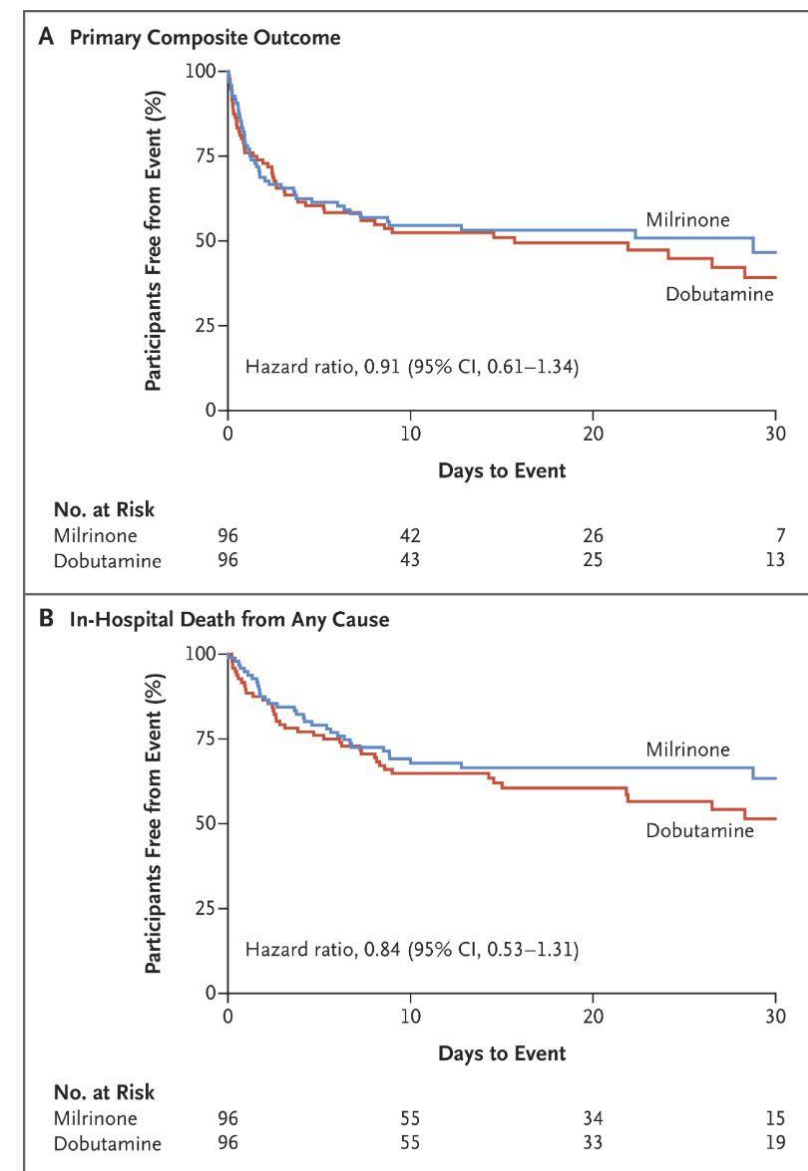 A Primary Composite Outcome
100
75
50
25
0
Participants Free from Event (%)
Milrinone
Dobutamine
Hazard ratio, 0.91 (95% CI, 0.61–1.34)
0 10 20 30
Days to Event
No. at Risk
Milrinone 96 42 26 7
Dobutamine 96 43 25 13
B In-Hospital Death from Any Cause
100
75
50
25
0
Participants Free from Event (%)
Milrinone
Dobutamine
Hazard ratio, 0.84 (95% CI, 0.53–1.31)
0 10 20 30
Days to Event
No. at Risk
Milrinone 96 55 34 15
Dobutamine 96 55 33 19